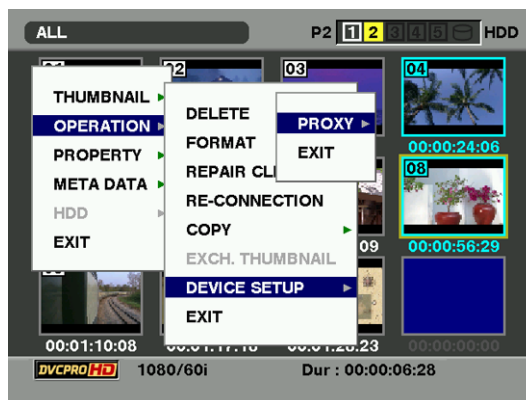 ALL
P2 1 2 3 4 5 HDD
02
03
04
THUMBNAIL
OPERATION
PROPERTY
META DATA
HDD
EXIT
DELETE
FORMAT
REPAIR CLI
RE-CONNECTION
COPY
EXCH. THUMBNAIL
DEVICE SETUP
EXIT
PROXY
EXIT
00:00:24:06
08
09
00:00:56:29
00:01:10:08
00:00:00:00
DVCPRO HD 1080/60i Dur : 00:00:06:28